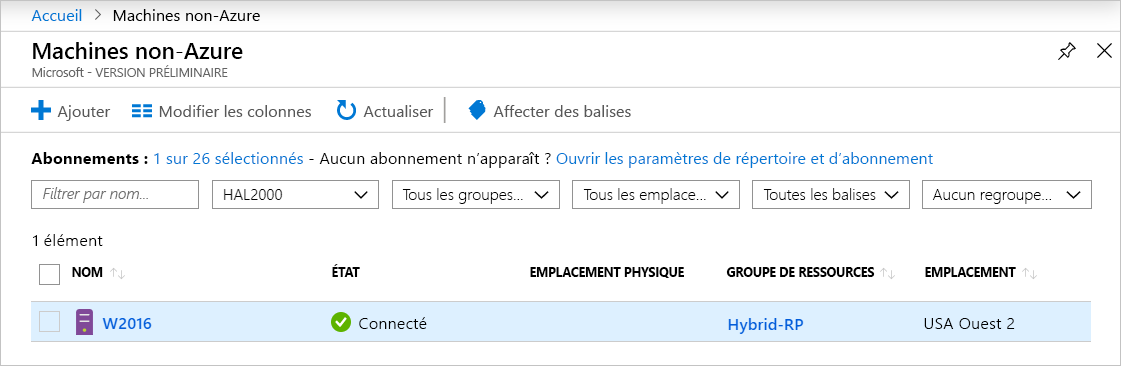 Accueil > Machines non-Azure
Machines non-Azure
Microsoft - VERSION PRÉLIMINAIRE
Ajouter Modifier les colonnes Actualiser Affecter des balises
Abonnements : 1 sur 26 sélectionnés - Aucun abonnement n'apparaît ? Ouvrir les paramètres de répertoire et d'abonnement
Filtrer par nom... HAL2000 Tous les groupes... Tous les emplace... Toutes les balises Aucun regroupe...
1 élément
NOM ÉTAT EMPLACEMENT PHYSIQUE GROUPE DE RESSOURCES EMPLACEMENT
W2016 Connecté Hybrid-RP USA Ouest 2